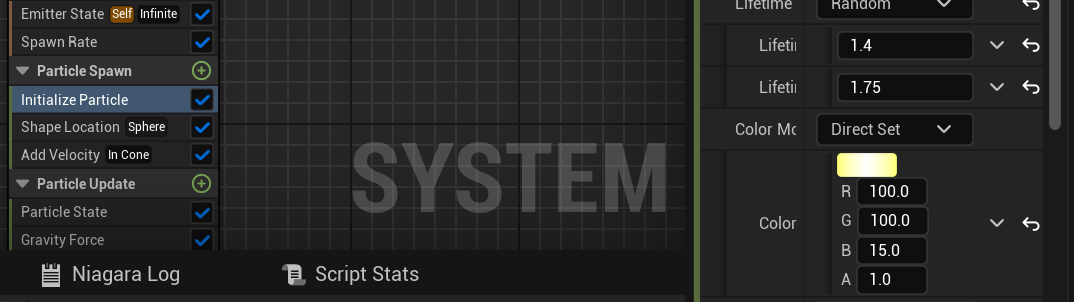 Emitter State Self Infinite
Spawn Rate
Particle Spawn
Initialize Particle
Shape Location Sphere
Add Velocity In Cone
Particle Update
Particle State
Gravity Force
SYSTEM
Niagara Log
Script Stats
Lifetime Random
Lifeti 1.4
Lifeti 1.75
Color Mo Direct Set
Color
R 100.0
G 100.0
B 15.0
A 1.0